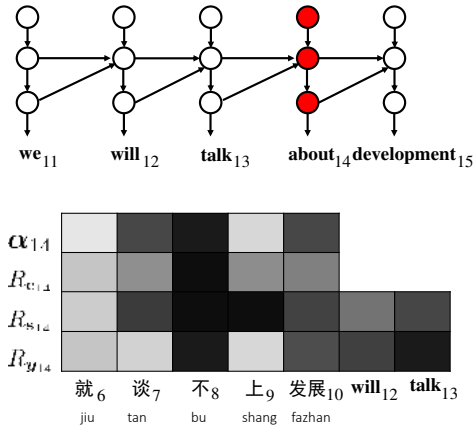 we11 will12 talk13 about14 development15
α14
Rc14
Rs14
Ry14
就6 谈7 不8 上9 发展10 will12 talk13
jiu tan bu shang fazhan